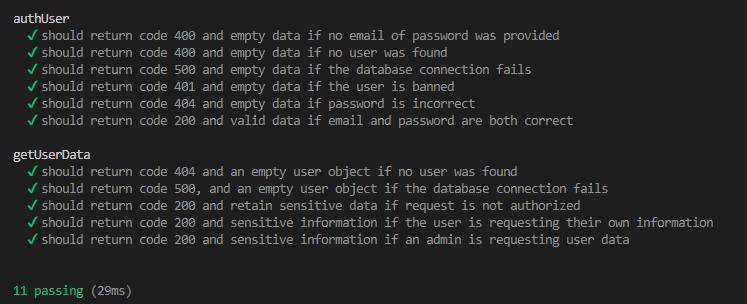 authUser
✓ should return code 400 and empty data if no email of password was provided
✓ should return code 400 and empty data if no user was found
✓ should return code 500 and empty data if the database connection fails
✓ should return code 401 and empty data if the user is banned
✓ should return code 404 and empty data if password is incorrect
✓ should return code 200 and valid data if email and password are both correct
getUserData
✓ should return code 404 and an empty user object if no user was found
✓ should return code 500, and an empty user object if the database connection fails
✓ should return code 200 and retain sensitive data if request is not authorized
✓ should return code 200 and sensitive information if the user is requesting their own information
✓ should return code 200 and sensitive information if an admin is requesting user data
11 passing (29ms)